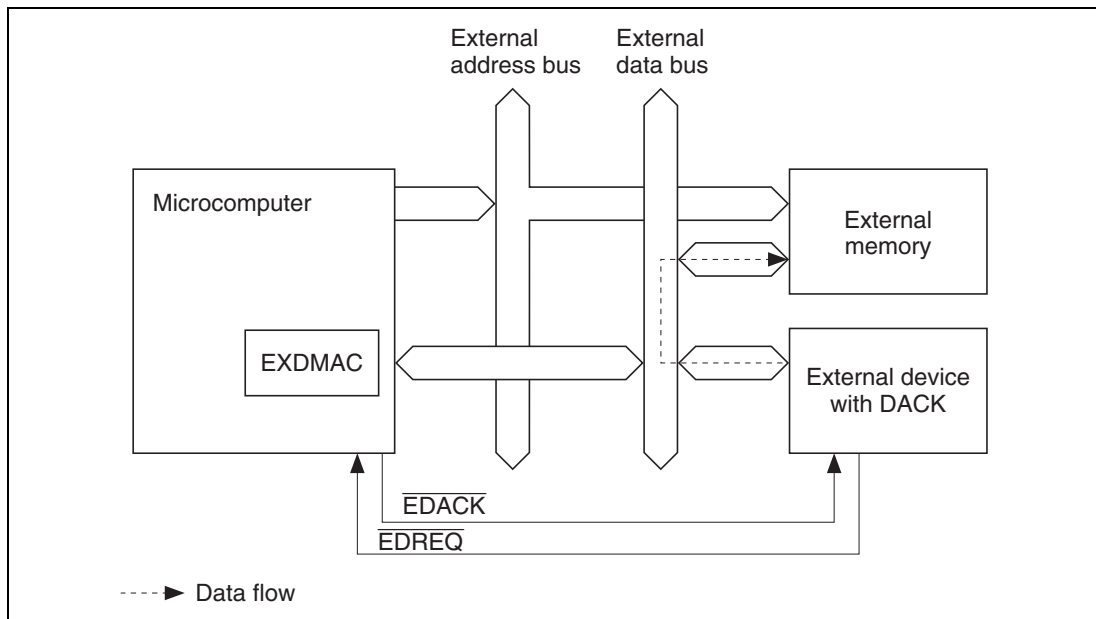 External
address bus
External
data bus
Microcomputer
External
memory
EXDMAC
External device
with DACK
EDACK
EDREQ
Data flow